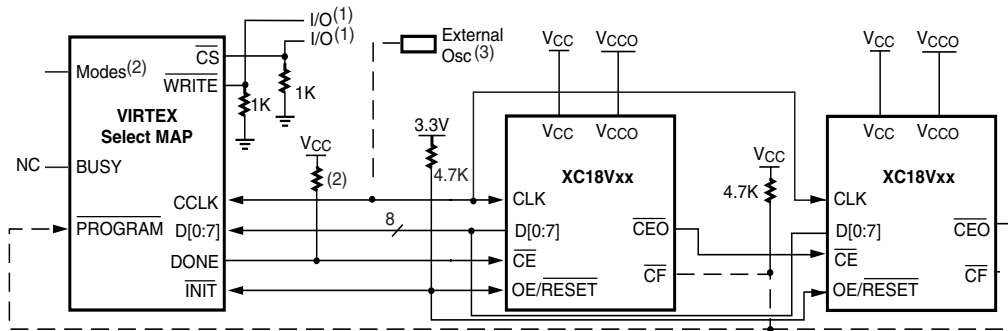 I/O(1)
I/O(1)
External
Osc(3)
VCC
VCCO
VCC
VCCO
CS
Modes(2)
WRITE
1K
1K
VIRTEX
Select MAP
3.3V
VCC
VCC
VCCO
VCC
VCC
VCCO
NC
BUSY
(2)
4.7K
XC18Vxx
4.7K
XC18Vxx
CCLK
CLK
CLK
PROGRAM
D[0:7]
8
D[0:7]
CEO
D[0:7]
CEO
DONE
CE
CF
CE
CF
INIT
OE/RESET
OE/RESET